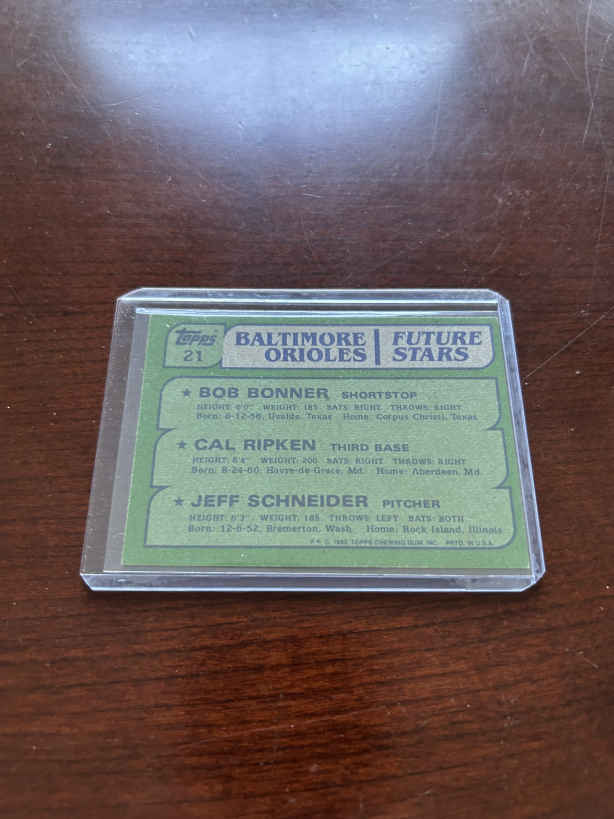 topps
21
BALTIMORE ORIOLES
FUTURE STARS
★ BOB BONNER SHORTSTOP
HEIGHT: 6'0" WEIGHT: 185 BATS: RIGHT THROWS: RIGHT
Born: 8-12-56, Uvalde, Texas Home: Corpus Christi, Texas
★ CAL RIPKEN THIRD BASE
HEIGHT: 6'4" WEIGHT: 200 BATS: RIGHT THROWS: RIGHT
Born: 8-24-60, Havre-de-Grace, Md. Home: Aberdeen, Md.
★ JEFF SCHNEIDER PITCHER
HEIGHT: 6'3" WEIGHT: 185 THROWS: LEFT BATS: BOTH
Born: 12-6-52, Bremerton, Wash. Home: Rock Island, Illinois
© 1982 TOPPS CHEWING GUM, INC. PRTD. IN U.S.A.